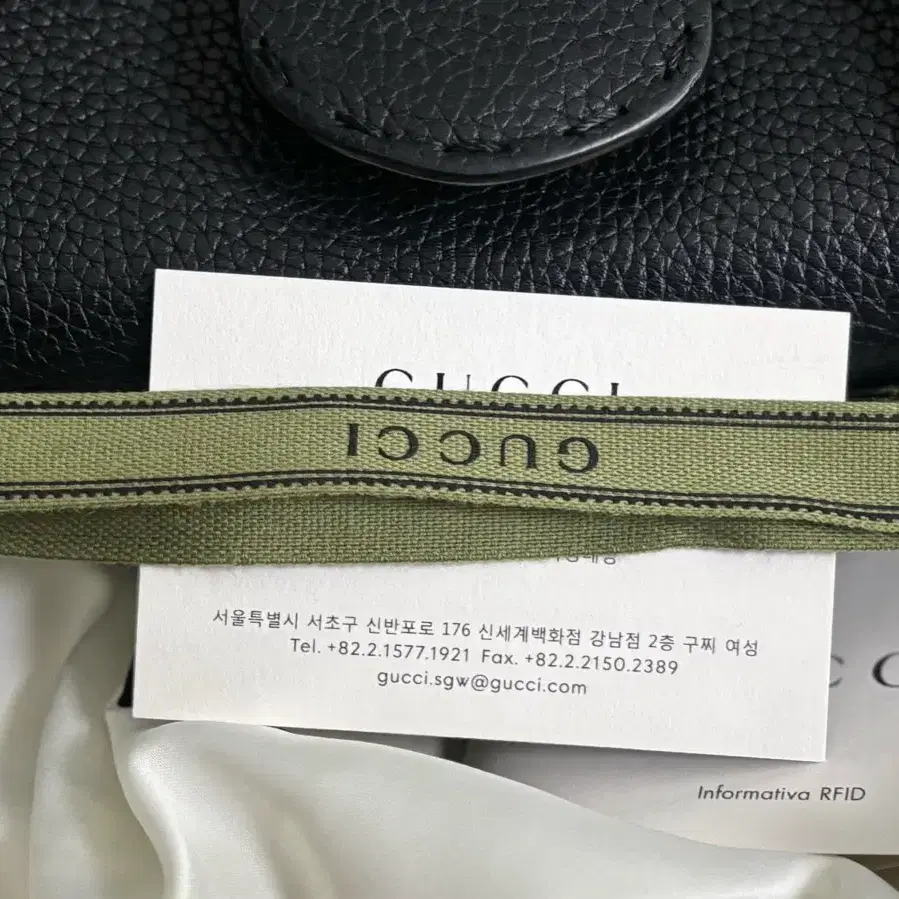 GUCCI
GUCCI
서울특별시 서초구 신반포로 176 신세계백화점 강남점 2층 구찌 여성
Tel. +82.2.1577.1921 Fax. +82.2.2150.2389
gucci.sgw@gucci.com
Informativa RFID